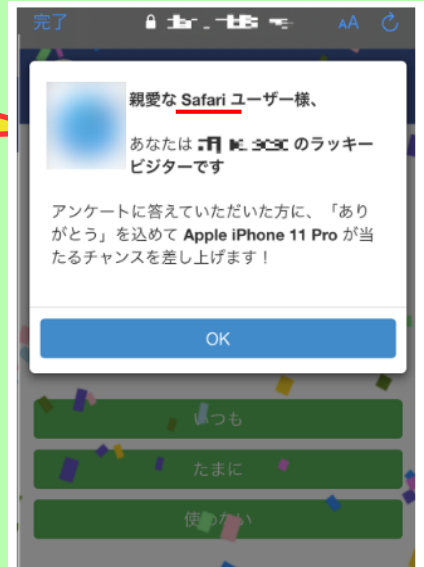 完了
AA
親愛な Safari ユーザー様、
あなたは のラッキー
ビジターです
アンケートに答えていただいた方に、「あり
がとう」を込めて Apple iPhone 11 Pro が当
たるチャンスを差し上げます！
OK
いつも
たまに
使わない